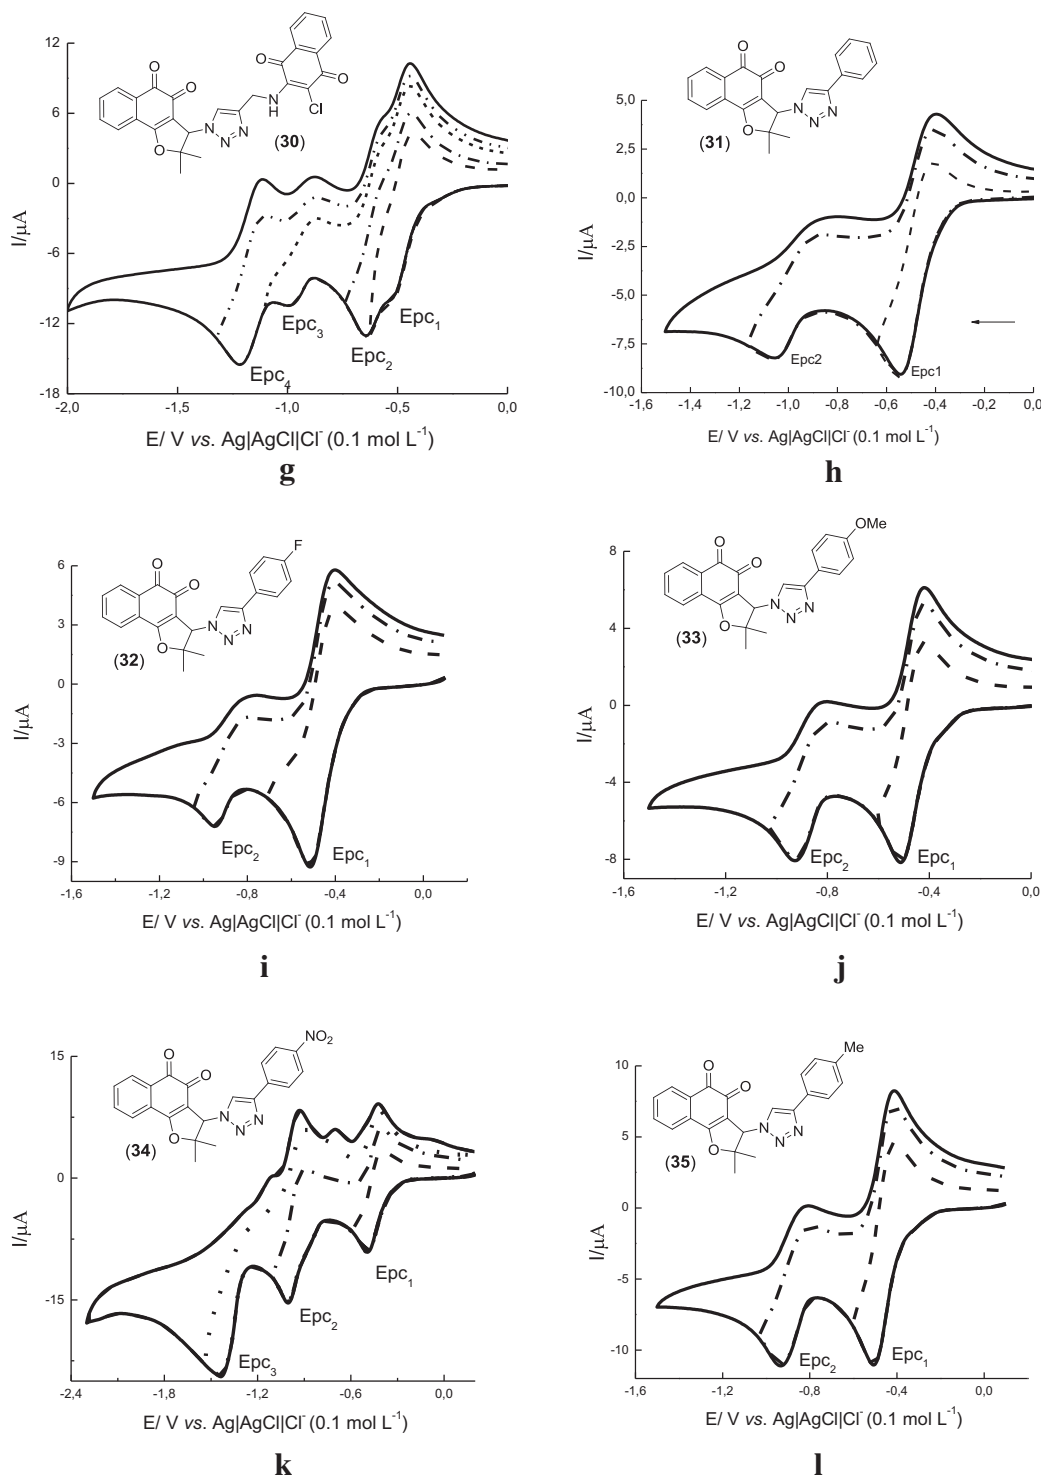 12
6
0
-6
-12
-18
-2,0
-1,5
-1,0
-0,5
0,0
I/µA
E/ V vs. Ag|AgCl|Cl⁻ (0.1 mol L⁻¹)
O
O
O
N
N
N
N
H
O
O
Cl
(30)
Epc₁
Epc₂
Epc₃
Epc₄
g
5,0
2,5
0,0
-2,5
-5,0
-7,5
-10,0
-1,6
-1,4
-1,2
-1,0
-0,8
-0,6
-0,4
-0,2
0,0
I/µA
E/ V vs. Ag|AgCl|Cl⁻ (0.1 mol L⁻¹)
O
O
O
N
N
N
(31)
Epc2
Epc1
h
6
3
0
-3
-6
-9
-1,6
-1,2
-0,8
-0,4
0,0
I/µA
E/ V vs. Ag|AgCl|Cl⁻ (0.1 mol L⁻¹)
O
O
O
N
N
N
F
(32)
Epc₂
Epc₁
i
8
4
0
-4
-8
-1,6
-1,2
-0,8
-0,4
0,0
I/µA
E/ V vs. Ag|AgCl|Cl⁻ (0.1 mol L⁻¹)
O
O
O
N
N
N
OMe
(33)
Epc₂
Epc₁
j
15
0
-15
-2,4
-1,8
-1,2
-0,6
0,0
I/µA
E/ V vs. Ag|AgCl|Cl⁻ (0.1 mol L⁻¹)
O
O
O
N
N
N
NO₂
(34)
Epc₁
Epc₂
Epc₃
k
10
5
0
-5
-10
-1,6
-1,2
-0,8
-0,4
0,0
I/µA
E/ V vs. Ag|AgCl|Cl⁻ (0.1 mol L⁻¹)
O
O
O
N
N
N
Me
(35)
Epc₂
Epc₁
l